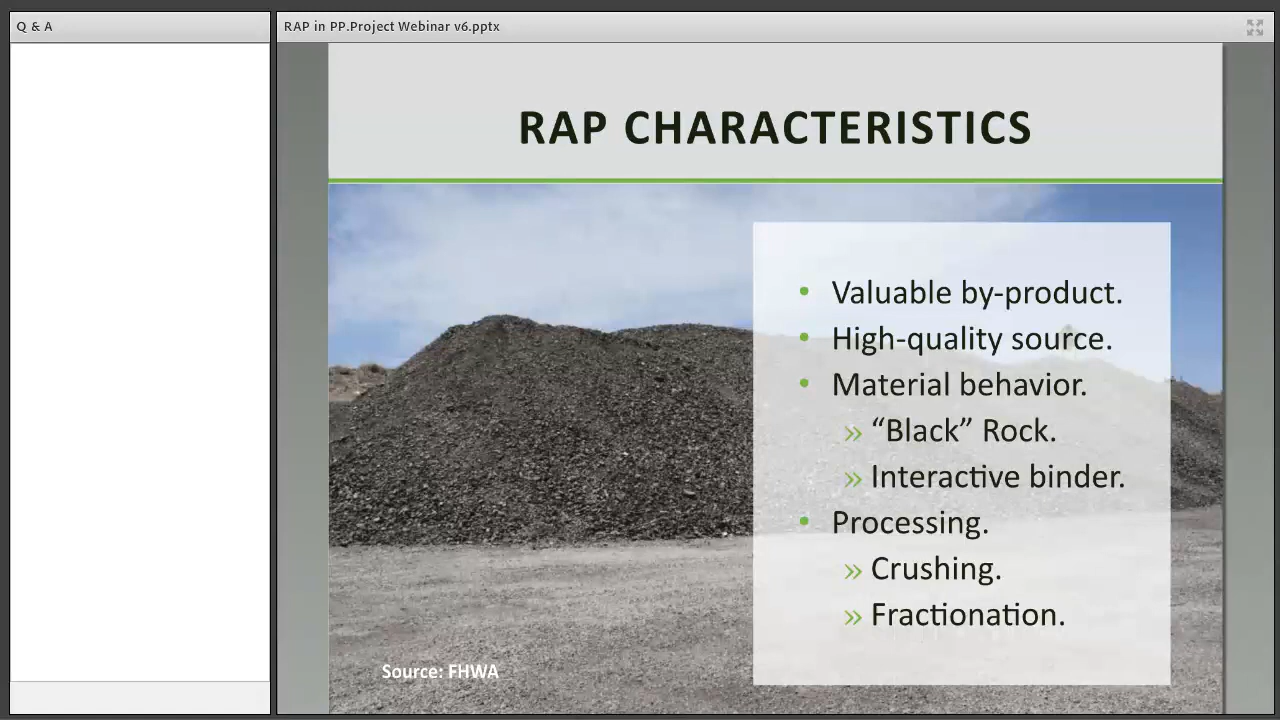 Q & A
RAP in PP.Project Webinar v6.pptx
RAP CHARACTERISTICS
• Valuable by-product.
• High-quality source.
• Material behavior.
» “Black” Rock.
» Interactive binder.
• Processing.
» Crushing.
» Fractionation.
Source: FHWA